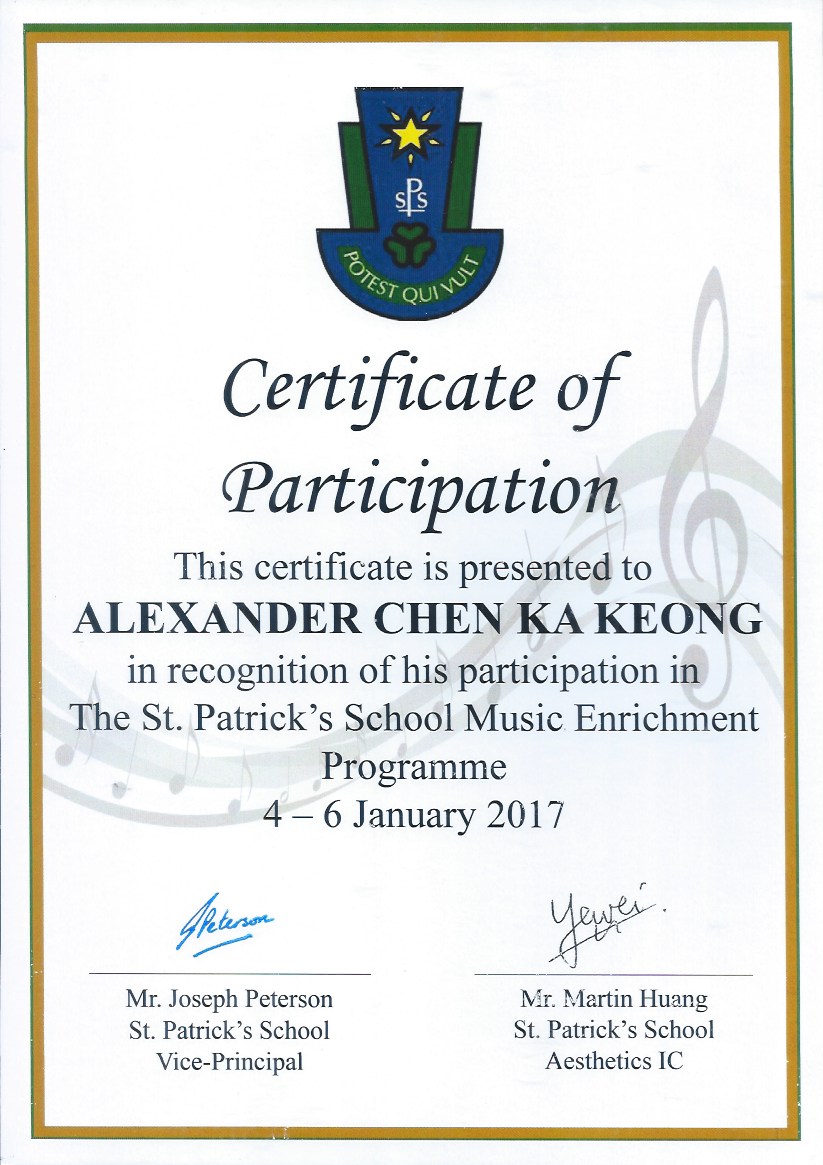 SPS
POTEST QUI VULT
Certificate of
Participation
This certificate is presented to
ALEXANDER CHEN KA KEONG
in recognition of his participation in
The St. Patrick's School Music Enrichment
Programme
4 – 6 January 2017
JPeterson
Yewei.
Mr. Joseph Peterson
St. Patrick's School
Vice-Principal
Mr. Martin Huang
St. Patrick's School
Aesthetics IC